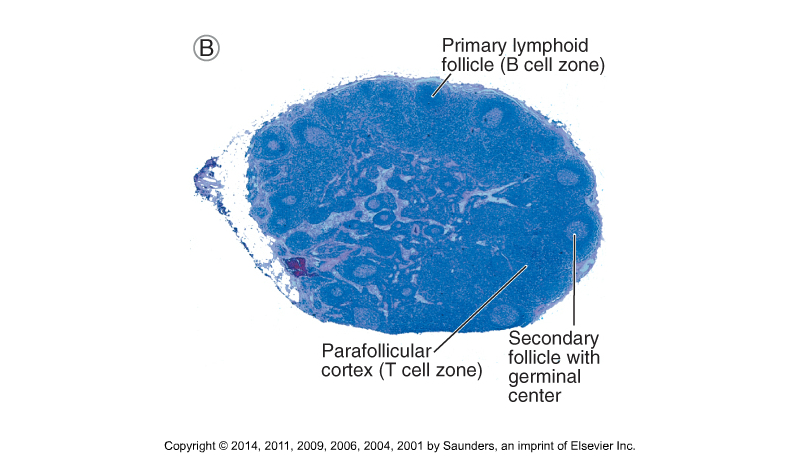 B
Primary lymphoid
follicle (B cell zone)
Parafollicular
cortex (T cell zone)
Secondary
follicle with
germinal
center
Copyright © 2014, 2011, 2009, 2006, 2004, 2001 by Saunders, an imprint of Elsevier Inc.